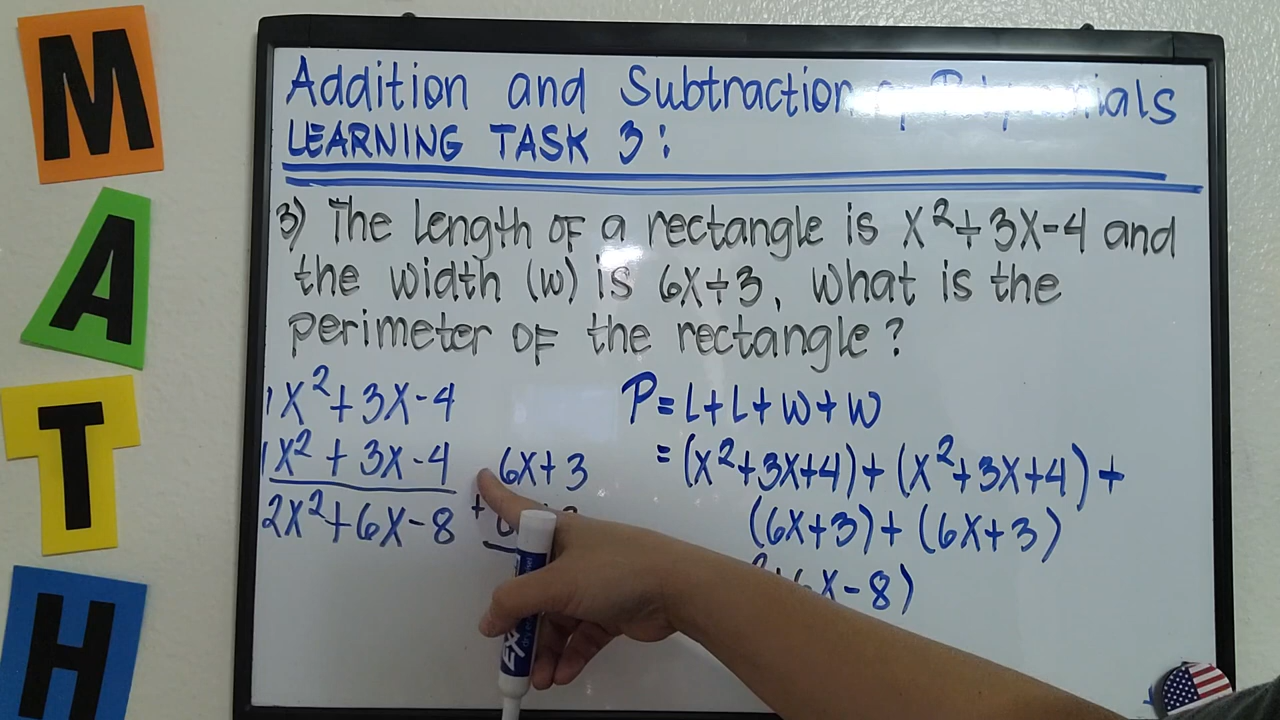 MATH
Addition and Subtraction
LEARNING TASK 3:
3) The length of a rectangle is x²+3x-4 and
the width (w) is 6x+3. What is the
perimeter of the rectangle?
1x²+3x-4
1x²+3x-4
2x²+6x-8
6x+3
+
P=L+L+W+W
=(x²+3x+4)+(x²+3x+4)+
(6x+3)+(6x+3)
x-8)
EXPO